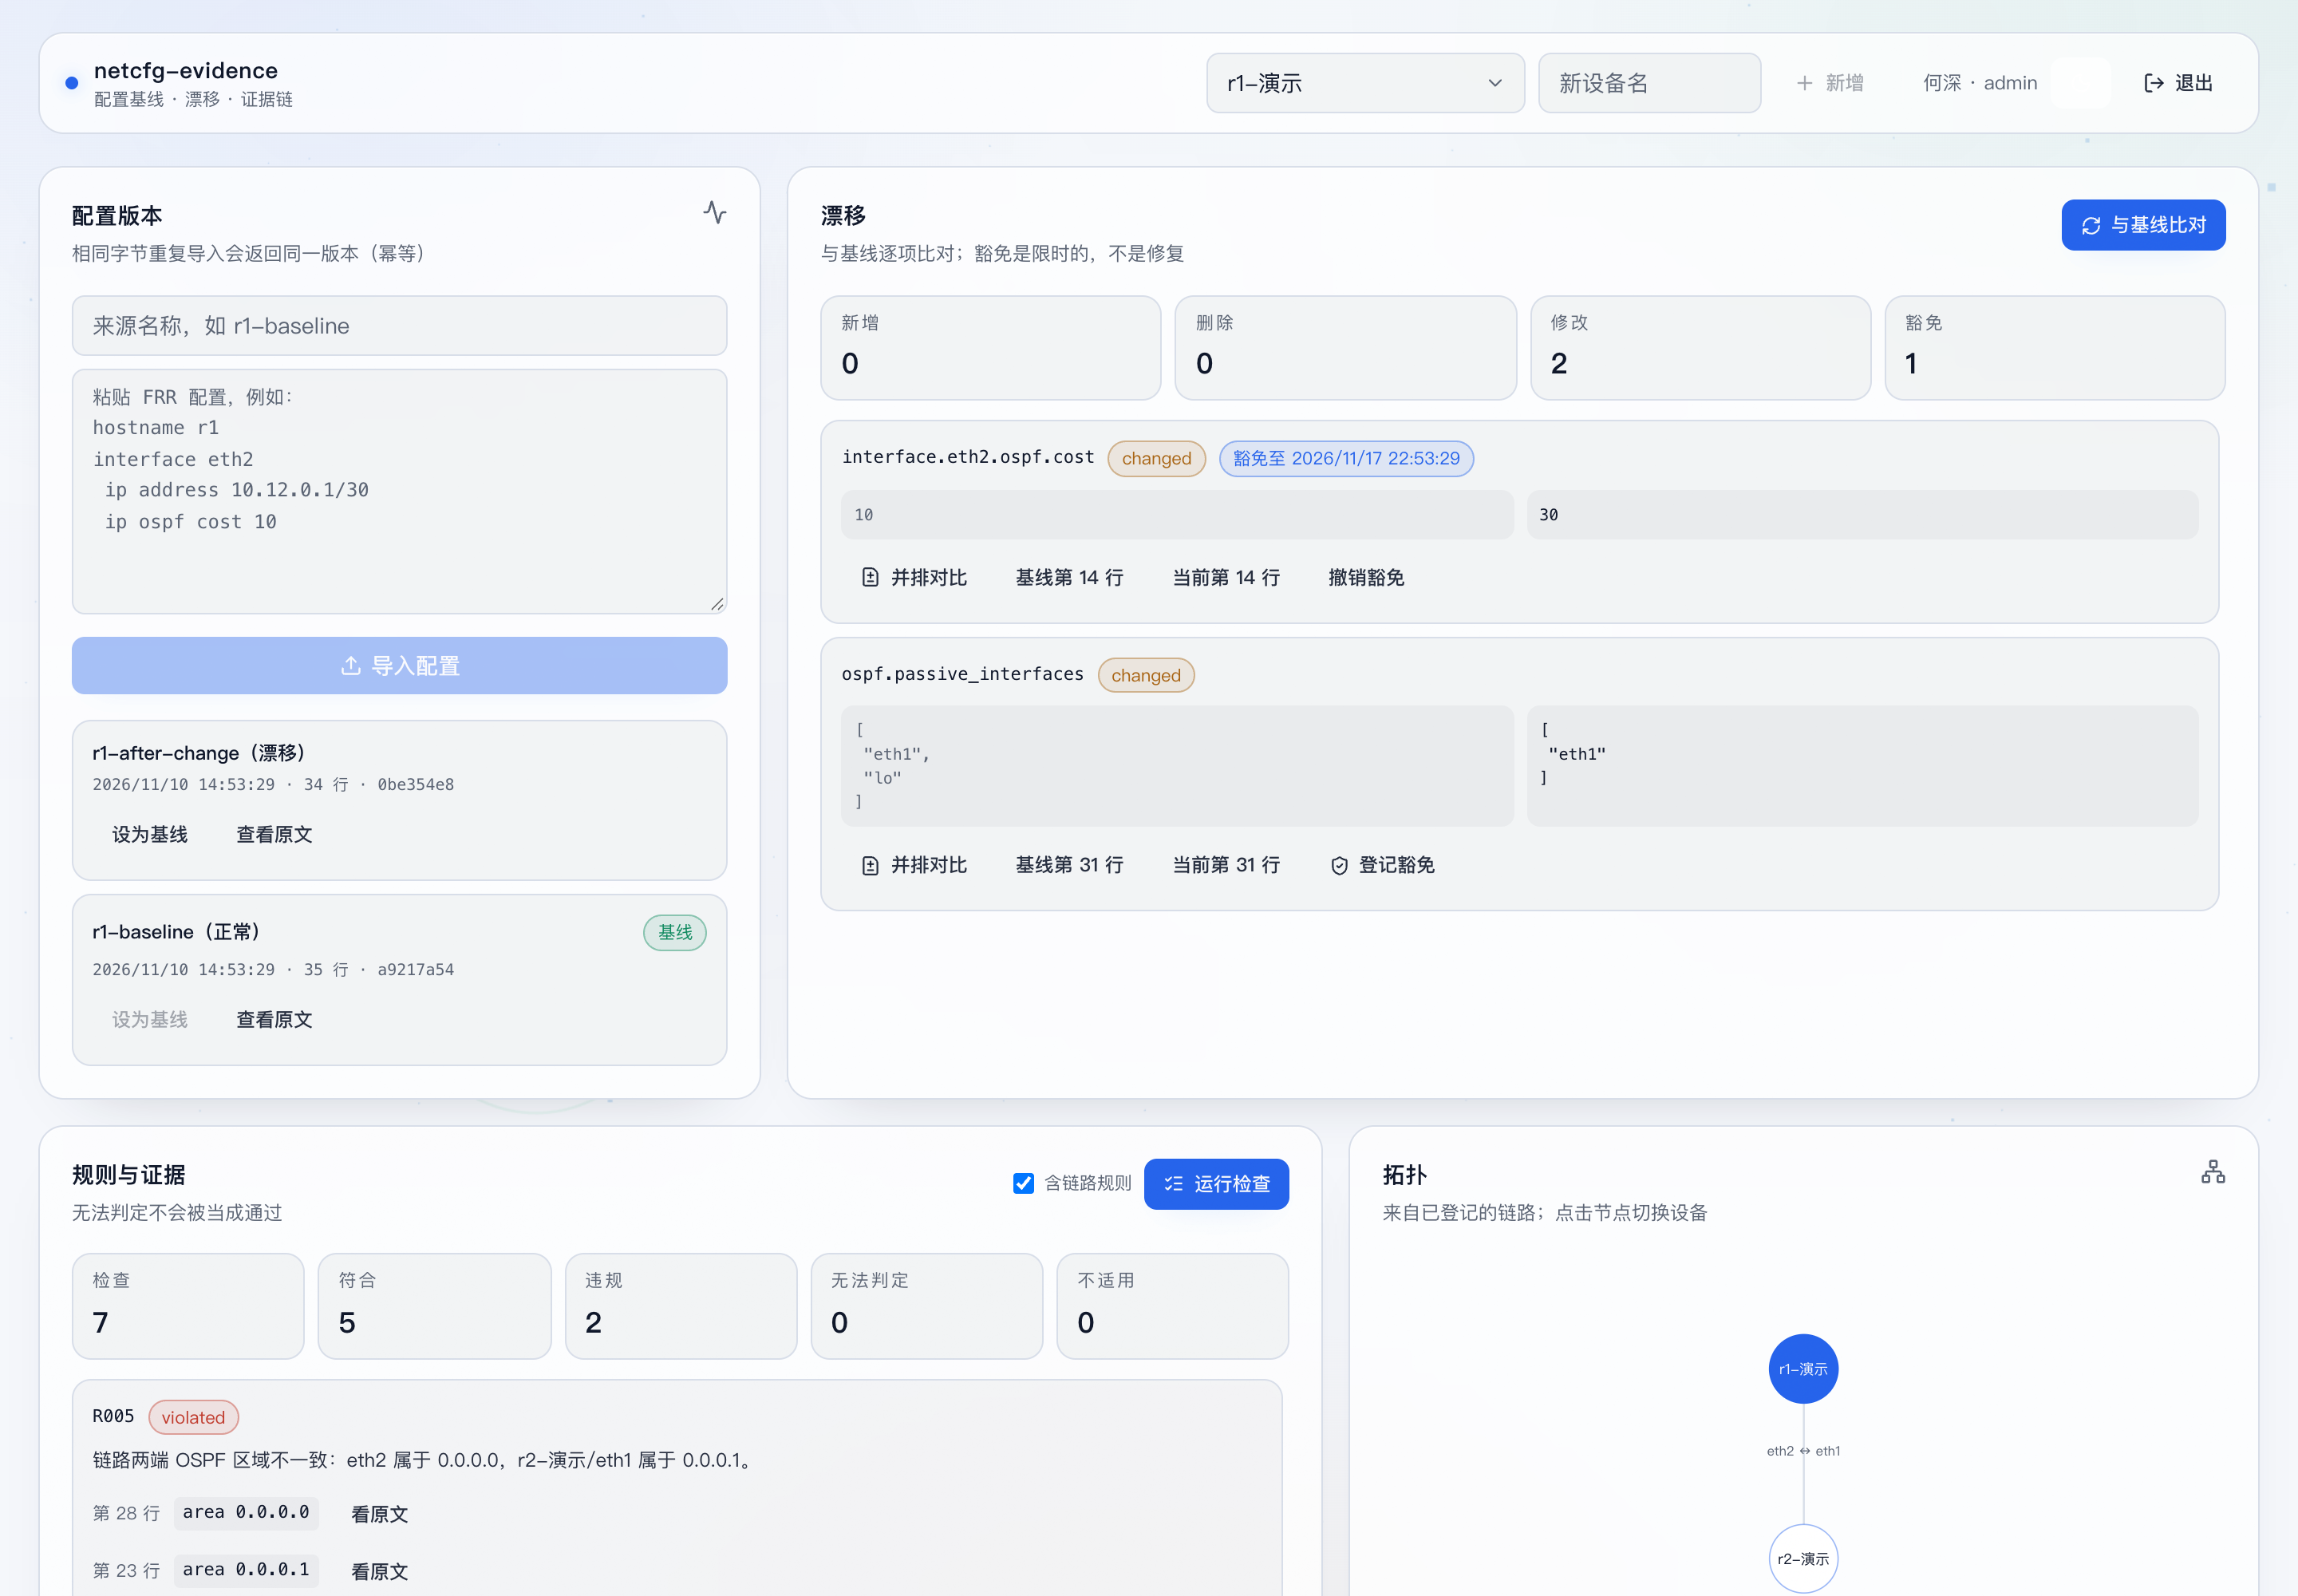 netcfg-evidence
配置基线 · 漂移 · 证据链
r1-演示
新设备名
新增
何深 · admin
退出
配置版本
相同字节重复导入会返回同一版本（幂等）
来源名称，如 r1-baseline
粘贴 FRR 配置，例如：
hostname r1
interface eth2
 ip address 10.12.0.1/30
 ip ospf cost 10
导入配置
r1-after-change（漂移）
2026/11/10 14:53:29 · 34 行 · 0be354e8
设为基线 查看原文
r1-baseline（正常） 基线
2026/11/10 14:53:29 · 35 行 · a9217a54
设为基线 查看原文
漂移
与基线逐项比对；豁免是限时的，不是修复
与基线比对
新增
0
删除
0
修改
2
豁免
1
interface.eth2.ospf.cost changed 豁免至 2026/11/17 22:53:29
10
30
并排对比 基线第 14 行 当前第 14 行 撤销豁免
ospf.passive_interfaces changed
[
 "eth1",
 "lo"
]
[
 "eth1"
]
并排对比 基线第 31 行 当前第 31 行 登记豁免
规则与证据
无法判定不会被当成通过
含链路规则
运行检查
检查
7
符合
5
违规
2
无法判定
0
不适用
0
R005 violated
链路两端 OSPF 区域不一致：eth2 属于 0.0.0.0，r2-演示/eth1 属于 0.0.0.1。
第 28 行 area 0.0.0.0 看原文
第 23 行 area 0.0.0.1 看原文
拓扑
来自已登记的链路；点击节点切换设备
r1-演示
eth2 ↔ eth1
r2-演示